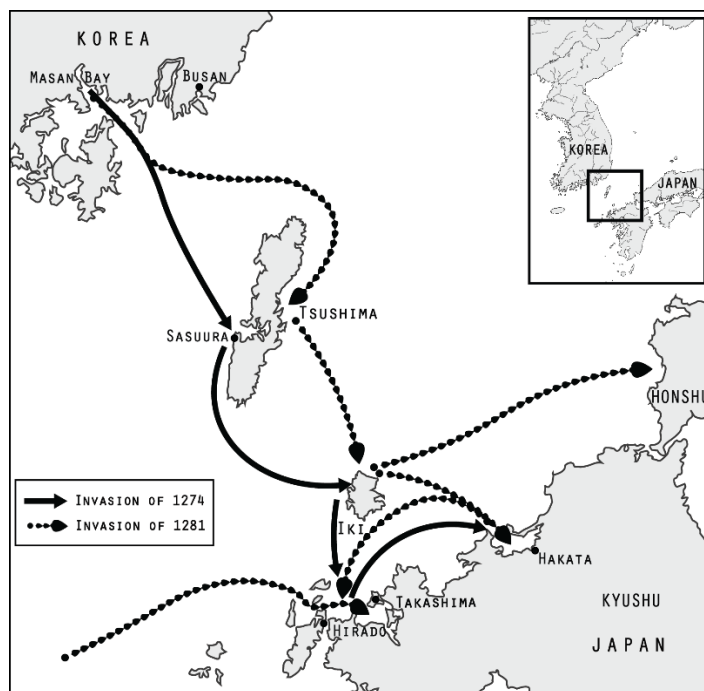 KOREA
MASAN BAY
BUSAN
KOREA
JAPAN
TSUSHIMA
SASUURA
HONSHU
INVASION OF 1274
INVASION OF 1281
IKI
HAKATA
TAKASHIMA
HIRADO
KYUSHU
JAPAN